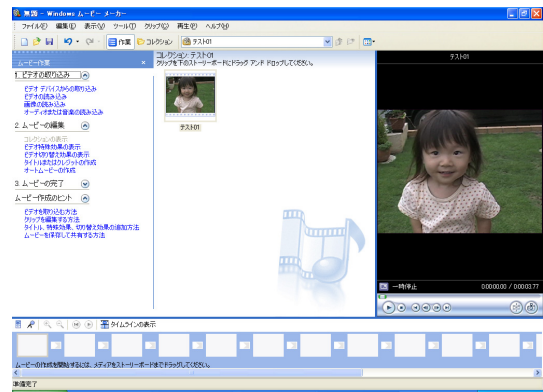 無題 - Windows ムービー メーカー
ファイル(F) 編集(E) 表示(V) ツール(T) クリップ(C) 再生(P) ヘルプ(H)
作業 コレクション テスト01
ムービー作業 ×
コレクション: テスト01
クリップを下のストーリーボードにドラッグ アンド ドロップしてください。
1. ビデオの取り込み
ビデオ デバイスからの取り込み
ビデオの読み込み
画像の読み込み
オーディオまたは音楽の読み込み
2. ムービーの編集
コレクションの表示
ビデオ特殊効果の表示
ビデオ切り替え効果の表示
タイトルまたはクレジットの作成
オートムービーの作成
3. ムービーの完了
ムービー作成のヒント
ビデオを取り込む方法
クリップを編集する方法
タイトル、特殊効果、切り替え効果の追加方法
ムービーを保存して共有する方法
テスト01
テスト01
一時停止 0:00:00.00 / 0:00:03.77
タイムラインの表示
ムービーの作成を開始するには、メディアをストーリーボードまでドラッグしてください。
準備完了